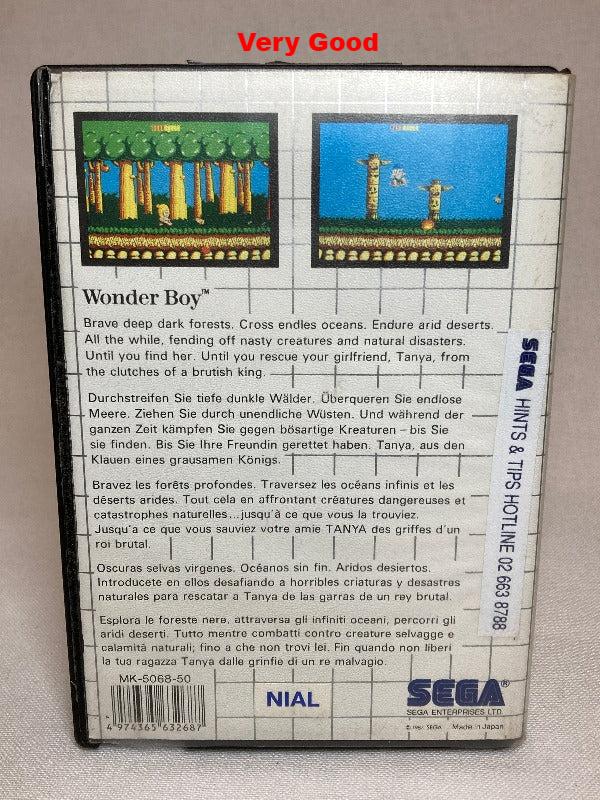 Very Good
Wonder Boy™
Brave deep dark forests. Cross endles oceans. Endure arid deserts.
All the while, fending off nasty creatures and natural disasters.
Until you find her. Until you rescue your girlfriend, Tanya, from
the clutches of a brutish king.
Durchstreifen Sie tiefe dunkle Wälder. Überqueren Sie endlose
Meere. Ziehen Sie durch unendliche Wüsten. Und während der
ganzen Zeit kämpfen Sie gegen bösartige Kreaturen – bis Sie
sie finden. Bis Sie Ihre Freundin gerettet haben. Tanya, aus den
Klauen eines grausamen Königs.
Bravez les forêts profondes. Traversez les océans infinis et les
déserts arides. Tout cela en affrontant créatures dangereuses et
catastrophes naturelles...jusqu'à ce que vous la trouviez.
Jusqu'a ce que vous sauviez votre amie TANYA des griffes d'un
roi brutal.
Oscuras selvas virgenes. Océanos sin fin. Aridos desiertos.
Introducete en ellos desafiando a horribles criaturas y desastres
naturales para rescatar a Tanya de las garras de un rey brutal.
Esplora le foreste nere, attraversa gli infiniti oceani, percorri gli
aridi deserti. Tutto mentre combatti contro creature selvagge e
calamità naturali; fino a che non trovi lei. Fin quando non liberi
la tua ragazza Tanya dalle grinfie di un re malvagio.
SEGA HINTS & TIPS HOTLINE 02 663 8788
MK-5068-50
4 974365 632687
NIAL
SEGA®
SEGA ENTERPRISES LTD.
© 1987 SEGA Made in Japan